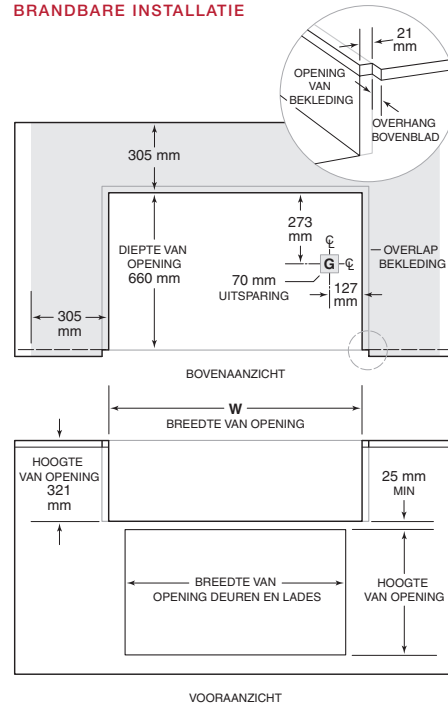 BRANDBARE INSTALLATIE
21
mm
OPENING
VAN
BEKLEDING
OVERHANG
BOVENBLAD
305 mm
273
mm
DIEPTE VAN
OPENING
660 mm
℄
G ℄
OVERLAP
BEKLEDING
70 mm
UITSPARING
127
mm
305
mm
BOVENAANZICHT
W
BREEDTE VAN OPENING
HOOGTE
VAN OPENING
321
mm
25 mm
MIN
BREEDTE VAN
OPENING DEUREN EN LADES
HOOGTE
VAN OPENING
VOORAANZICHT